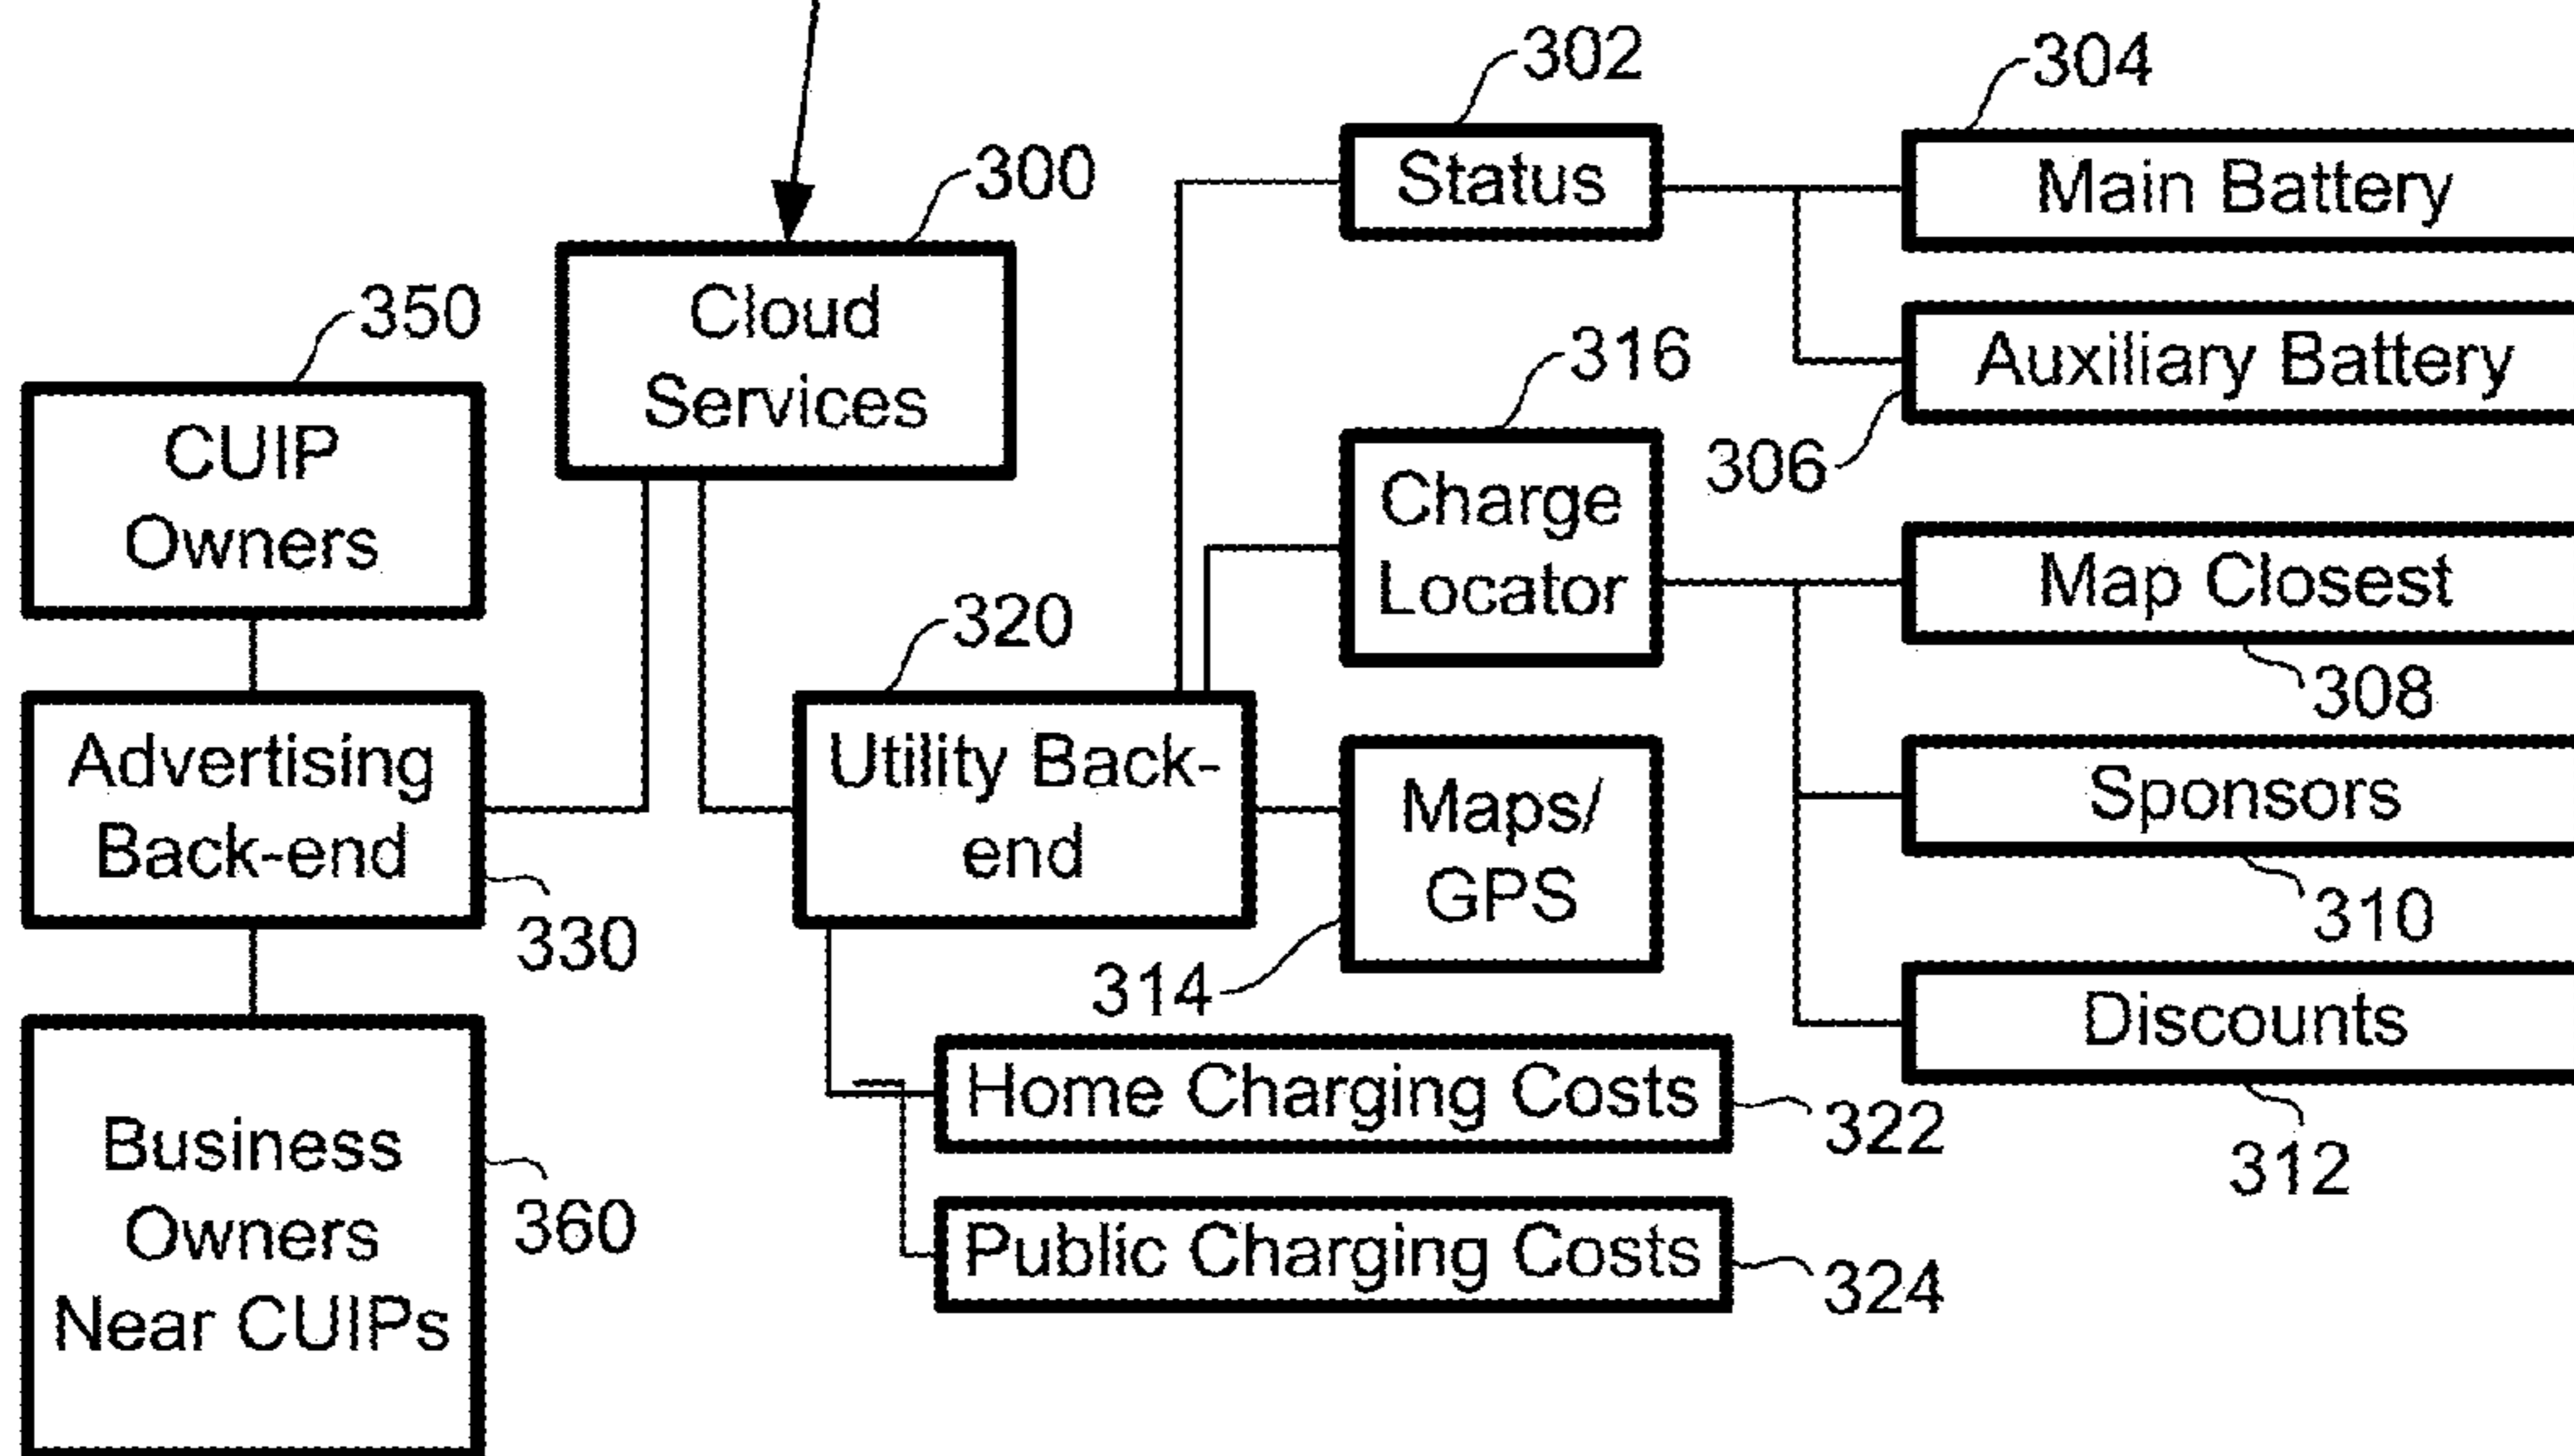 302
304
Status
Main Battery
300
Cloud
Services
350
CUIP
Owners
316
Auxiliary Battery
306
Charge
Locator
Map Closest
308
320
Utility Back-
end
Advertising
Back-end
330
Maps/
GPS
314
Sponsors
310
Discounts
312
Home Charging Costs
322
Public Charging Costs
324
Business
Owners
Near CUIPs
360